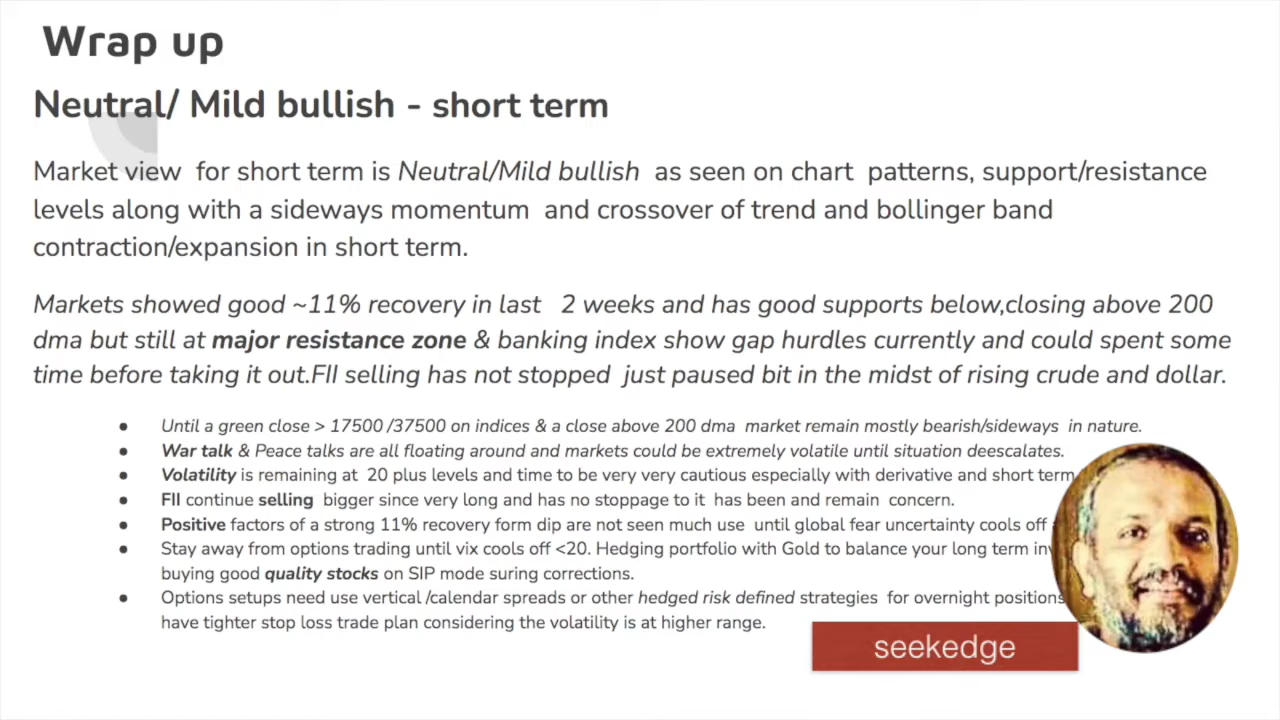 Wrap up
Neutral/ Mild bullish - short term
Market view for short term is Neutral/Mild bullish as seen on chart patterns, support/resistance
levels along with a sideways momentum and crossover of trend and bollinger band
contraction/expansion in short term.
Markets showed good ~11% recovery in last 2 weeks and has good supports below,closing above 200
dma but still at major resistance zone & banking index show gap hurdles currently and could spent some
time before taking it out.FII selling has not stopped just paused bit in the midst of rising crude and dollar.
● Until a green close > 17500 /37500 on indices & a close above 200 dma market remain mostly bearish/sideways in nature.
● War talk & Peace talks are all floating around and markets could be extremely volatile until situation deescalates.
● Volatility is remaining at 20 plus levels and time to be very very cautious especially with derivative and short term
● FII continue selling bigger since very long and has no stoppage to it has been and remain concern.
● Positive factors of a strong 11% recovery form dip are not seen much use until global fear uncertainty cools off
● Stay away from options trading until vix cools off <20. Hedging portfolio with Gold to balance your long term
buying good quality stocks on SIP mode suring corrections.
● Options setups need use vertical /calendar spreads or other hedged risk defined strategies for overnight positions
have tighter stop loss trade plan considering the volatility is at higher range.
seekedge